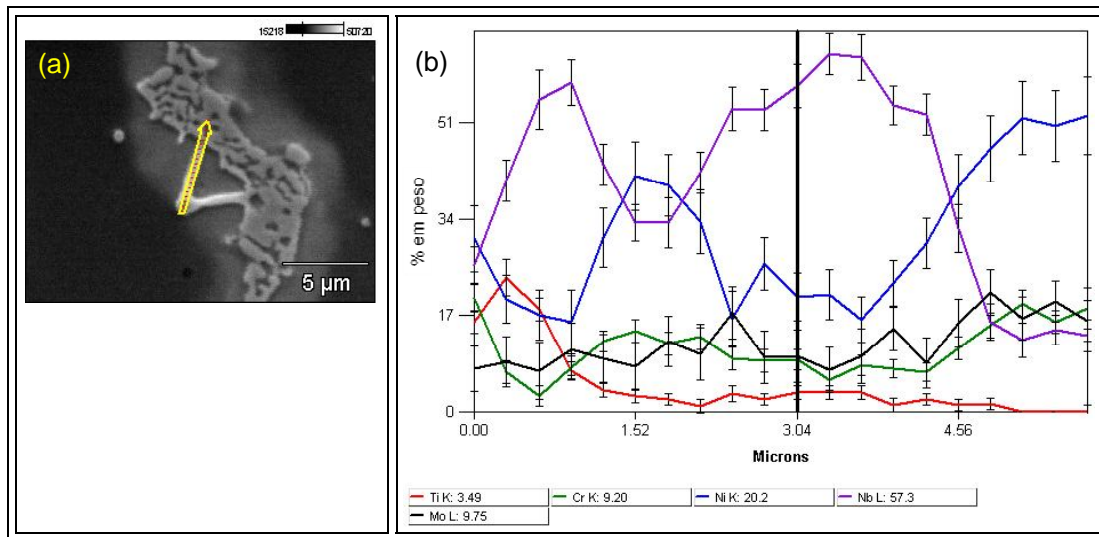 15218 50720
(a)
5 µm
(b)
% em peso
51
34
17
0
0.00 1.52 3.04 4.56
Microns
Ti K: 3.49 Cr K: 9.20 Ni K: 20.2 Nb L: 57.3
Mo L: 9.75